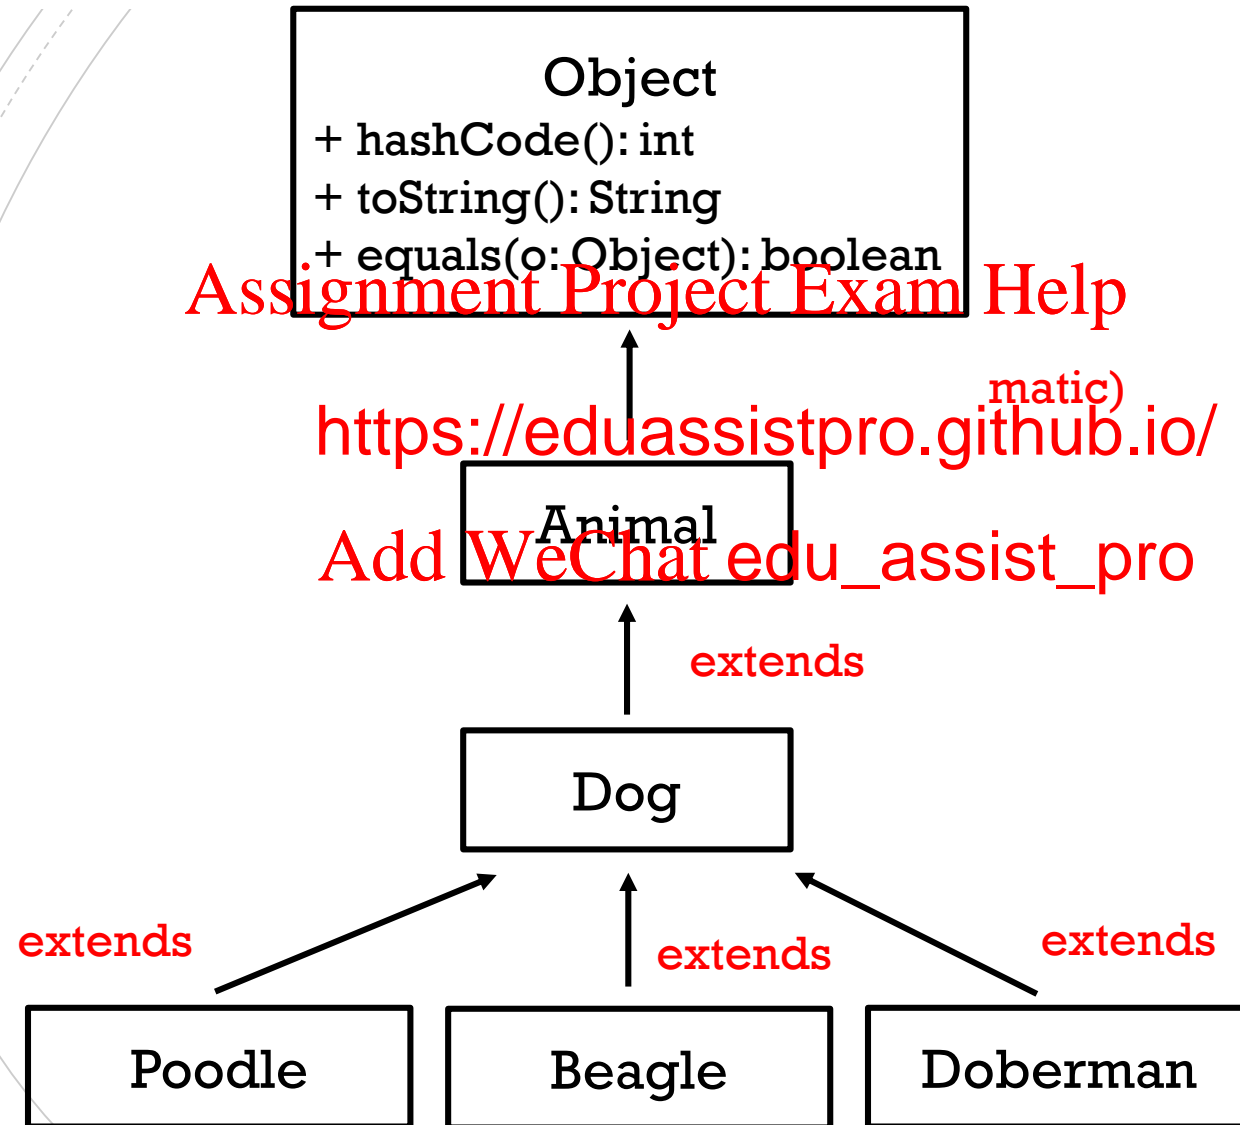 Object
+ hashCode(): int
+ toString(): String
+ equals(o: Object): boolean
Assignment Project Exam Help
matic)
https://eduassistpro.github.io/
Animal
Add WeChat edu_assist_pro
extends
Dog
extends
extends
extends
Poodle
Beagle
Doberman